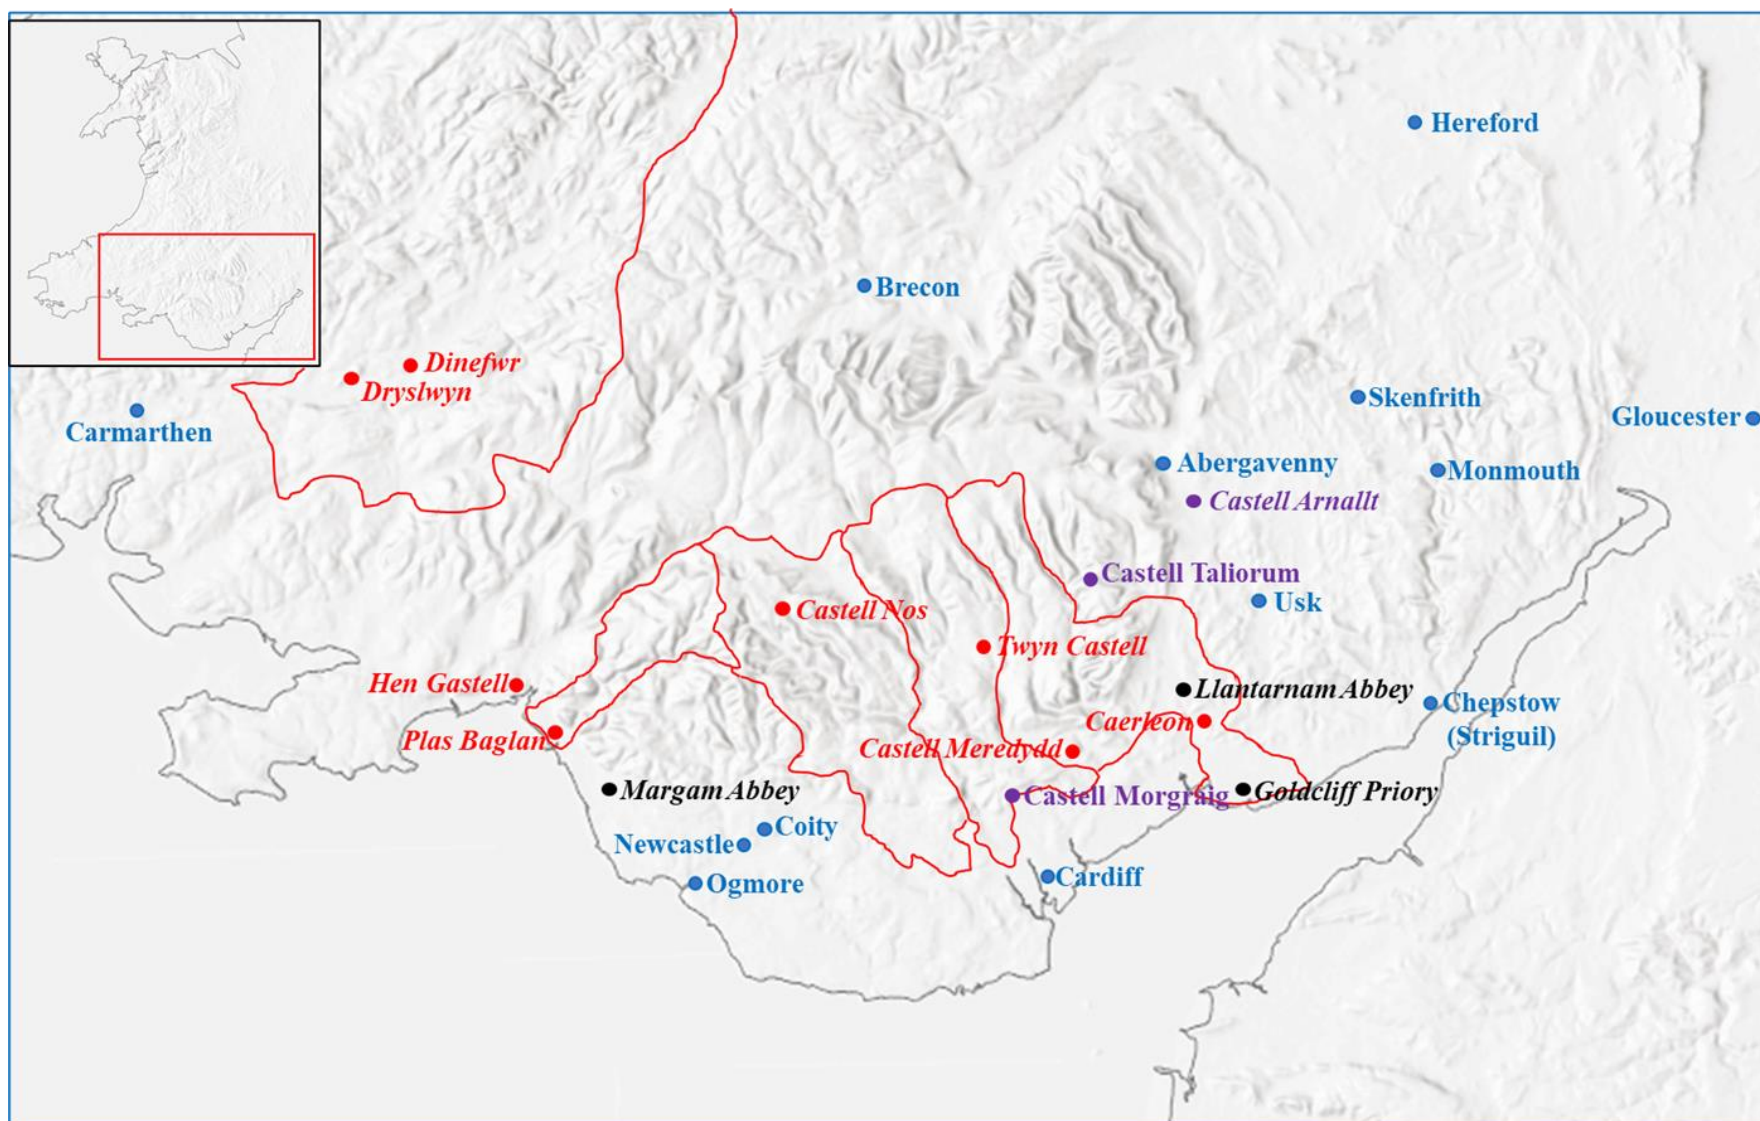 Hereford
Brecon
Dinefwr
Dryslwyn
Carmarthen
Skenfrith
Gloucester
Abergavenny
Monmouth
Castell Arnallt
Castell Taliorum
Usk
Castell Nos
Twyn Castell
Hen Gastell
Llantarnam Abbey
Chepstow
(Striguil)
Caerleon
Plas Baglan
Castell Meredydd
Margam Abbey
Castell Morgraig
Goldcliff Priory
Coity
Newcastle
Ogmore
Cardiff